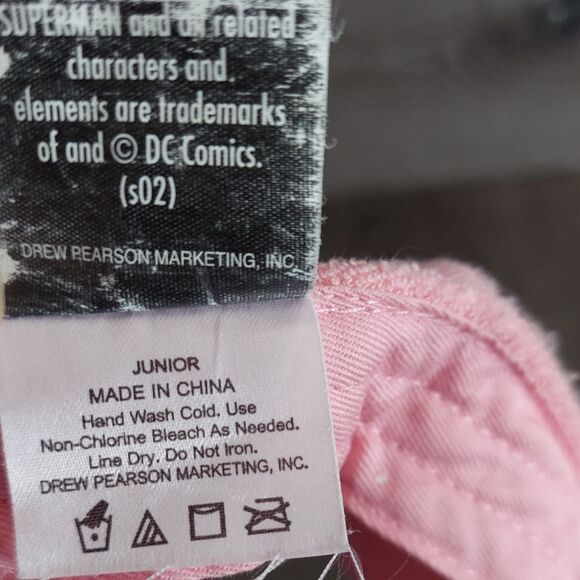 SUPERMAN and all related
characters and
elements are trademarks
of and © DC Comics.
(s02)
DREW PEARSON MARKETING, INC.
JUNIOR
MADE IN CHINA
Hand Wash Cold. Use
Non-Chlorine Bleach As Needed.
Line Dry. Do Not Iron.
DREW PEARSON MARKETING, INC.